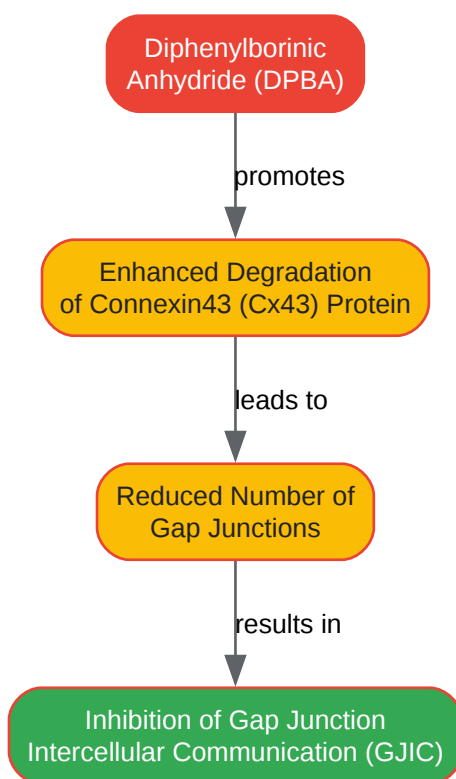 Diphenylborinic
Anhydride (DPBA)
promotes
Enhanced Degradation
of Connexin43 (Cx43) Protein
leads to
Reduced Number of
Gap Junctions
results in
Inhibition of Gap Junction
Intercellular Communication (GJIC)